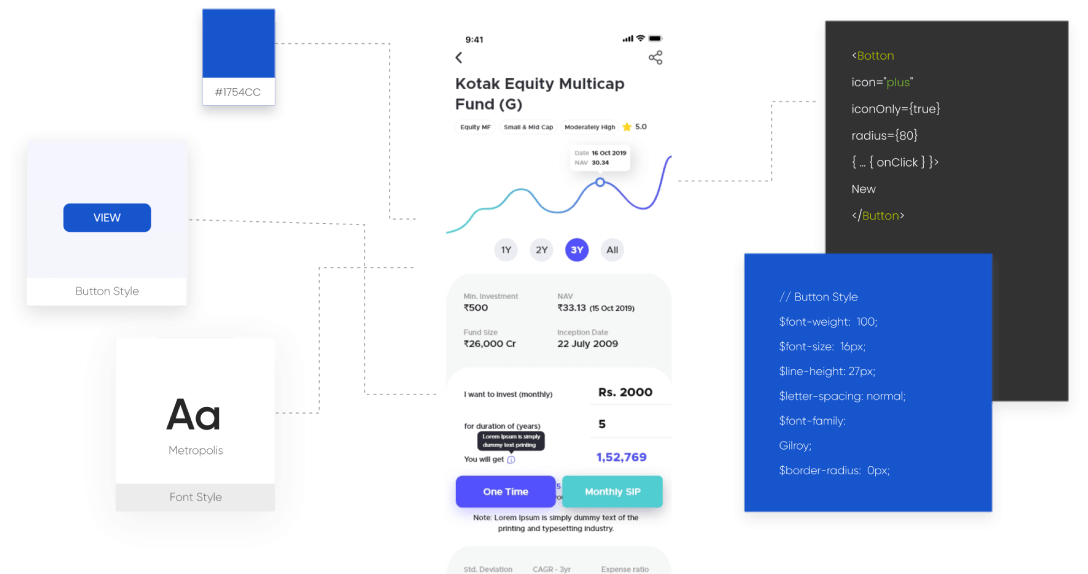 #1754CC
VIEW
Button Style
Aa
Metropolis
Font Style
9:41
Kotak Equity Multicap
Fund (G)
Equity MF
Small & Mid Cap
Moderately High
5.0
Date 16 Oct 2019
NAV 30.34
1Y
2Y
3Y
All
Min. Investment
₹500
NAV
₹33.13 (15 Oct 2019)
Fund Size
₹26,000 Cr
Inception Date
22 July 2009
I want to invest (monthly)
Rs. 2000
for duration of (years)
5
Lorem Ipsum is simply
dummy text printing
You will get
1,52,769
One Time
Monthly SIP
Note: Lorem Ipsum is simply dummy text of the
printing and typesetting industry.
Std. Deviation
CAGR - 3yr
Expense ratio
<Botton
icon="plus"
iconOnly={true}
radius={80}
{ ... { onClick } }>
New
</Button>
// Button Style
$font-weight: 100;
$font-size: 16px;
$line-height: 27px;
$letter-spacing: normal;
$font-family:
Gilroy;
$border-radius: 0px;